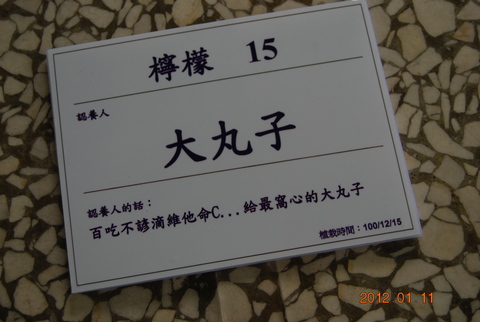 檸檬 15
認養人
大丸子
認養人的話：
百吃不諺滴維他命C...給最窩心的大丸子
種栽時間：100/12/15
2012 01 11